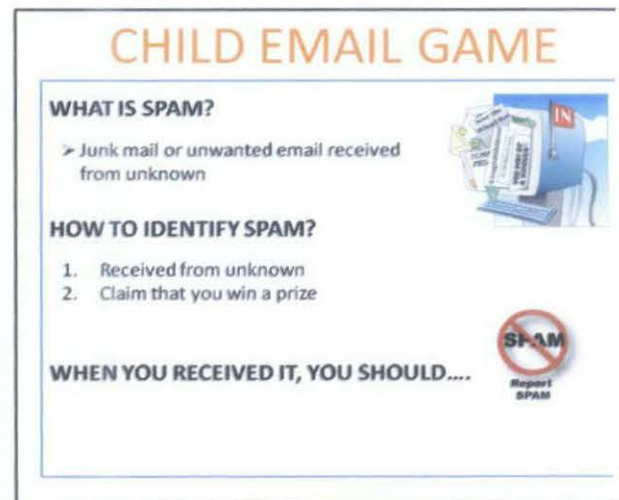 CHILD EMAIL GAME
WHAT IS SPAM?
➢ Junk mail or unwanted email received
from unknown
IN
HOW TO IDENTIFY SPAM?
1. Received from unknown
2. Claim that you win a prize
SPAM
Report
SPAM
WHEN YOU RECEIVED IT, YOU SHOULD....